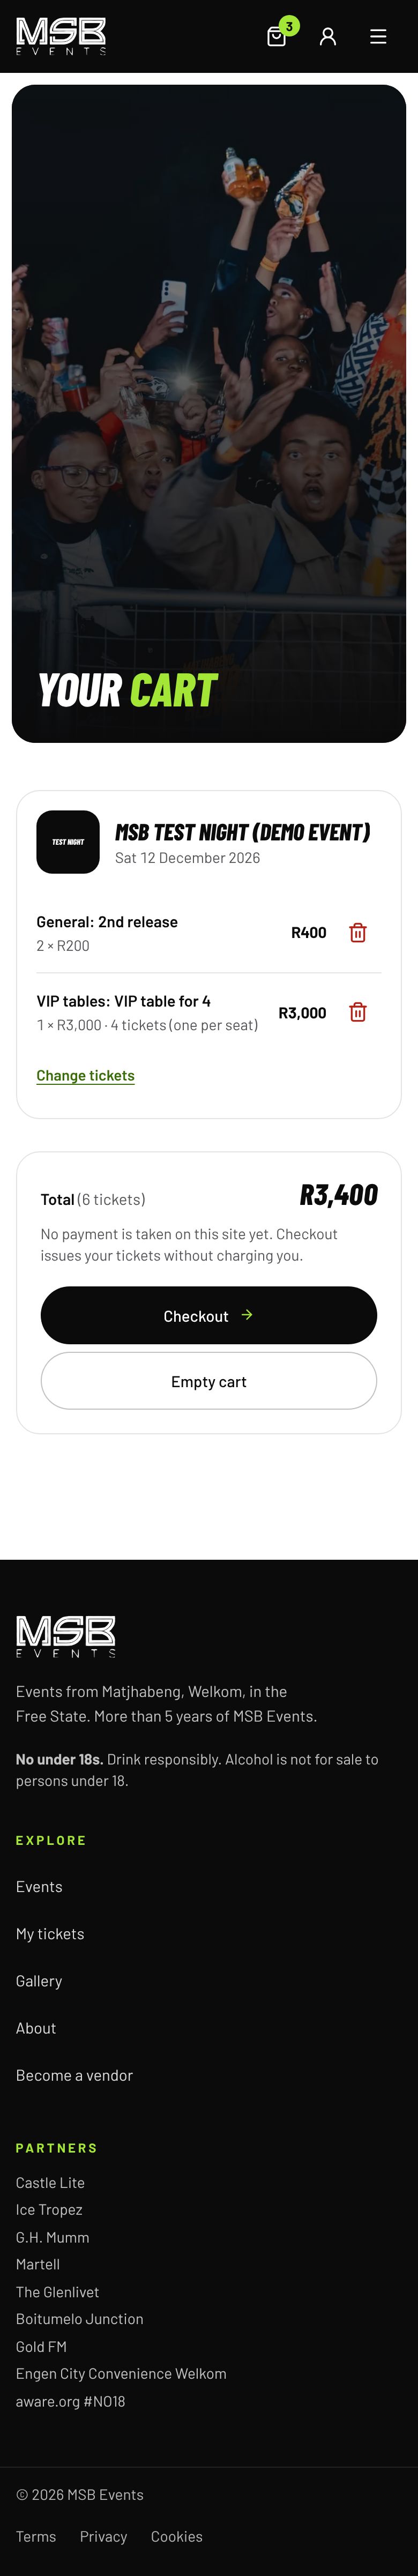 MSB
EVENTS
3
YOUR CART
TEST NIGHT
MSB TEST NIGHT (DEMO EVENT)
Sat 12 December 2026
General: 2nd release
2 × R200
R400
VIP tables: VIP table for 4
1 × R3,000 · 4 tickets (one per seat)
R3,000
Change tickets
Total (6 tickets)
R3,400
No payment is taken on this site yet. Checkout
issues your tickets without charging you.
Checkout →
Empty cart
MSB
EVENTS
Events from Matjhabeng, Welkom, in the
Free State. More than 5 years of MSB Events.
No under 18s. Drink responsibly. Alcohol is not for sale to
persons under 18.
EXPLORE
Events
My tickets
Gallery
About
Become a vendor
PARTNERS
Castle Lite
Ice Tropez
G.H. Mumm
Martell
The Glenlivet
Boitumelo Junction
Gold FM
Engen City Convenience Welkom
aware.org #NO18
© 2026 MSB Events
Terms Privacy Cookies